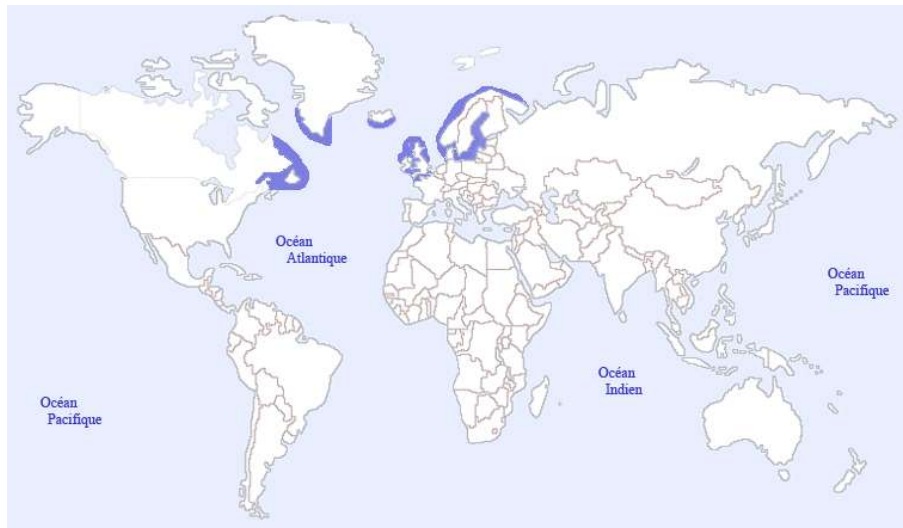 Océan
Atlantique
Océan
Pacifique
Océan
Indien
Océan
Pacifique